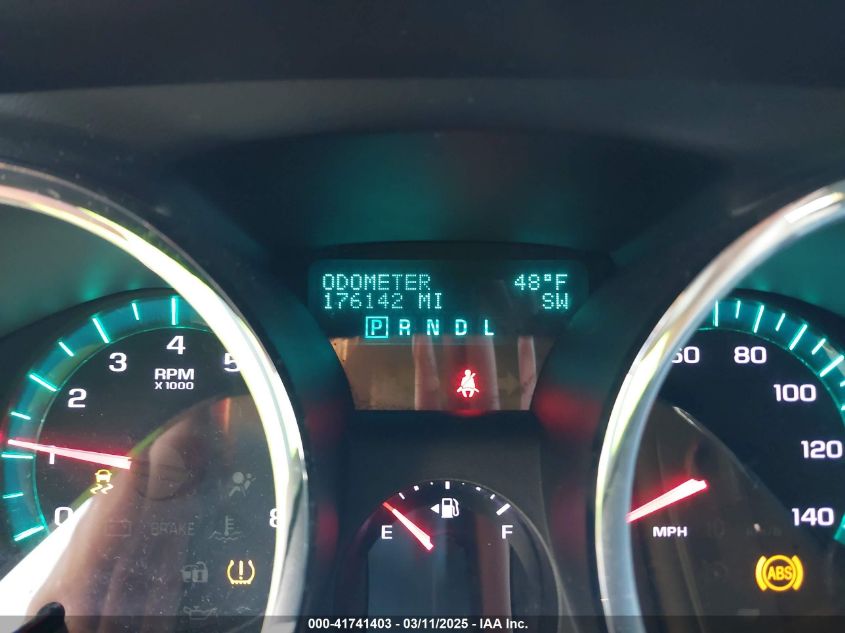 ODOMETER 48°F
176142 MI SW
P R N D L
0 1 2 3 4 5 8
RPM
X 1000
BRAKE
E F
60 80 100 120 140
MPH
ABS
000-41741403 - 03/11/2025 - IAA Inc.